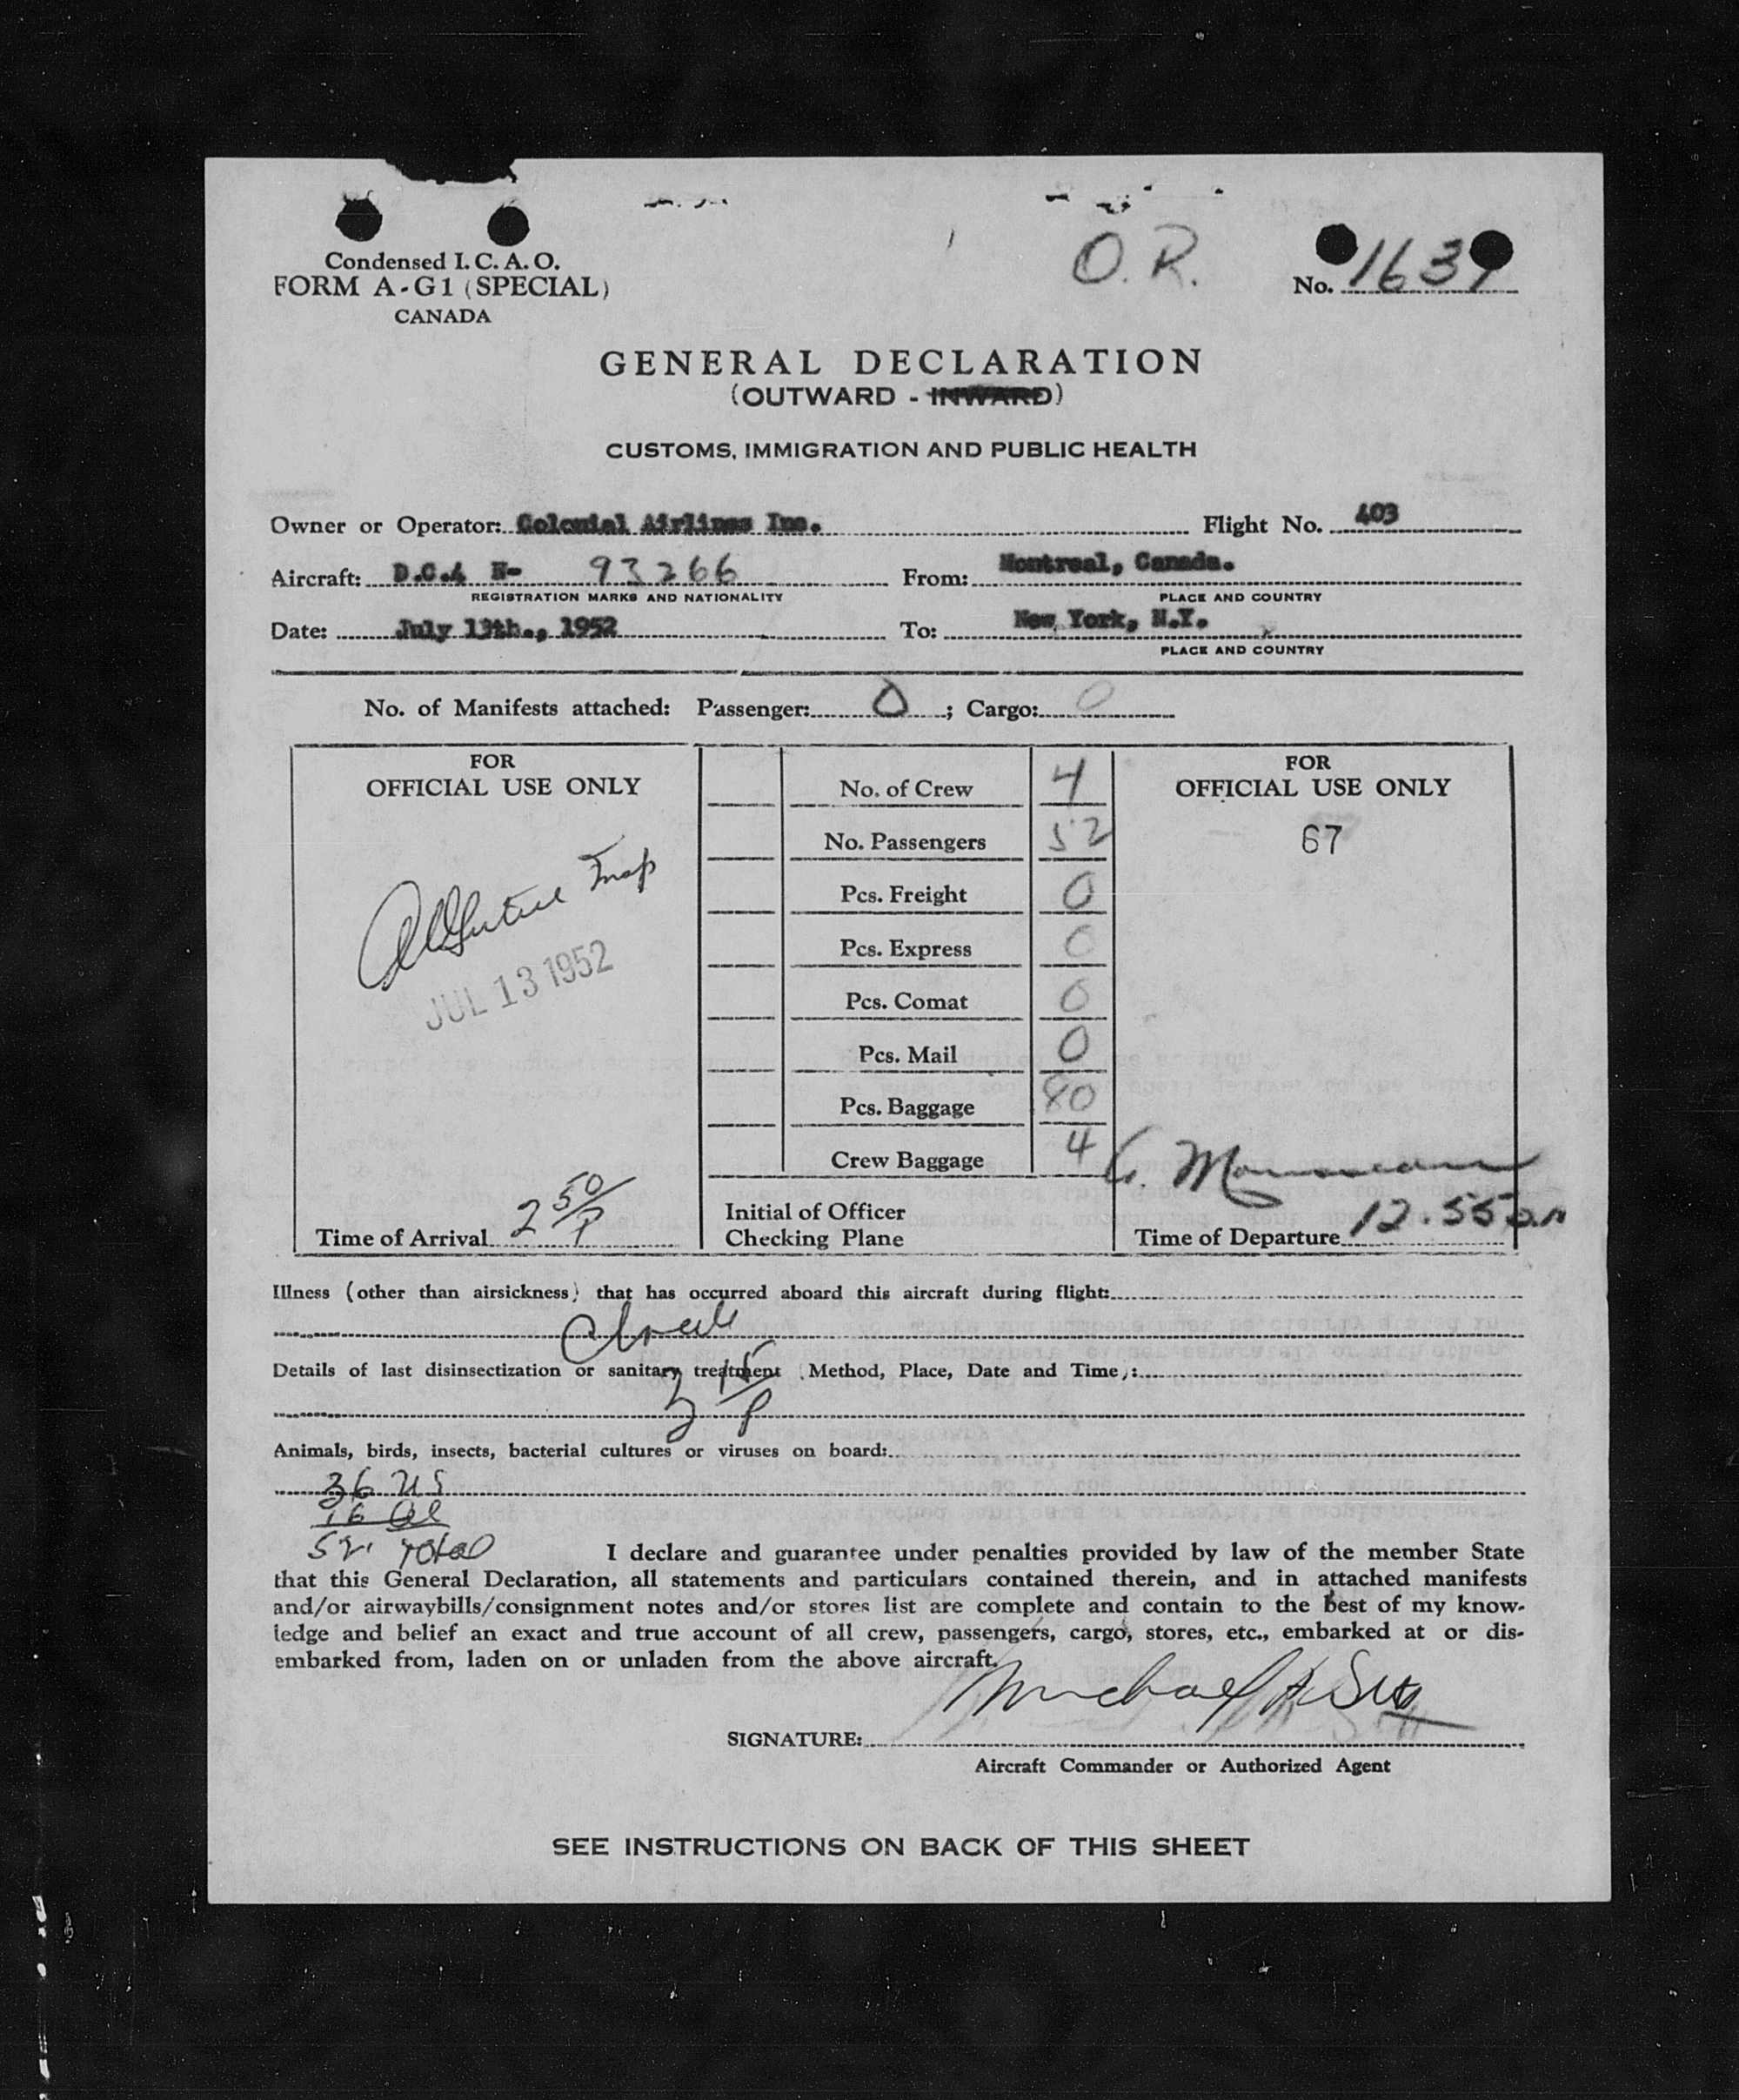 Condensed I. C. A. O.
FORM A-G1 (SPECIAL)
CANADA
O.R.
No. 1639
GENERAL DECLARATION
(OUTWARD - INWARD)
CUSTOMS, IMMIGRATION AND PUBLIC HEALTH
Owner or Operator: Colonial Airlines Inc. Flight No. 403
Aircraft: D.C.4 N- 93266 From: Montreal, Canada.
REGISTRATION MARKS AND NATIONALITY PLACE AND COUNTRY
Date: July 13th., 1952 To: New York, N.Y.
PLACE AND COUNTRY
No. of Manifests attached: Passenger: 0 ; Cargo: 0
FOR
OFFICIAL USE ONLY
JUL 13 1952
Time of Arrival 2 50/P
No. of Crew 4
No. Passengers 52
Pcs. Freight 0
Pcs. Express 0
Pcs. Comat 0
Pcs. Mail 0
Pcs. Baggage 80
Crew Baggage 4
Initial of Officer
Checking Plane
FOR
OFFICIAL USE ONLY
67
Time of Departure 12.55 p.m
Illness (other than airsickness) that has occurred aboard this aircraft during flight:
Details of last disinsectization or sanitary treatment (Method, Place, Date and Time):
3 15/P
Animals, birds, insects, bacterial cultures or viruses on board:
36 US
16 al
52 Total
I declare and guarantee under penalties provided by law of the member State
that this General Declaration, all statements and particulars contained therein, and in attached manifests
and/or airwaybills/consignment notes and/or stores list are complete and contain to the best of my know-
ledge and belief an exact and true account of all crew, passengers, cargo, stores, etc., embarked at or dis-
embarked from, laden on or unladen from the above aircraft.
Michael
SIGNATURE:
Aircraft Commander or Authorized Agent
SEE INSTRUCTIONS ON BACK OF THIS SHEET